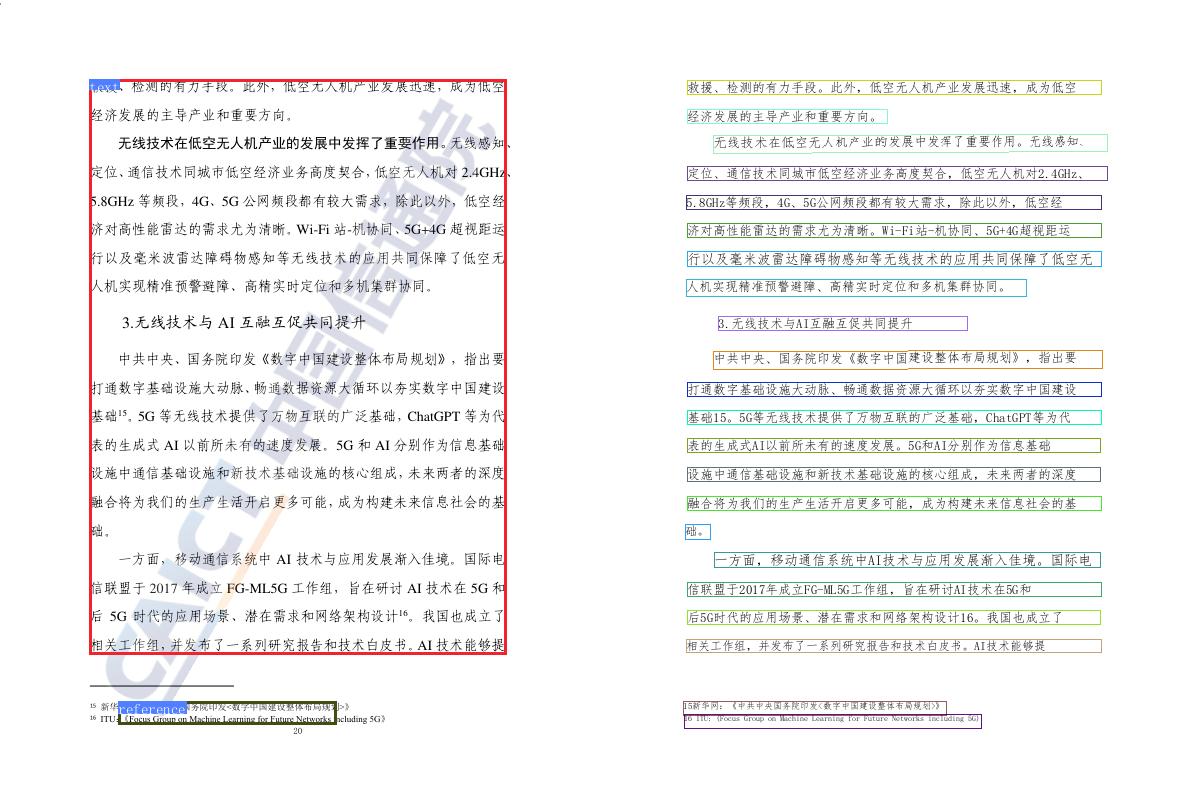 text、检测的有力手段。此外，低空无人机产业发展迅速，成为低空
经济发展的主导产业和重要方向。
无线技术在低空无人机产业的发展中发挥了重要作用。无线感知、
定位、通信技术同城市低空经济业务高度契合，低空无人机对 2.4GHz、
5.8GHz 等频段，4G、5G 公网频段都有较大需求，除此以外，低空经
济对高性能雷达的需求尤为清晰。Wi-Fi 站-机协同、5G+4G 超视距运
行以及毫米波雷达障碍物感知等无线技术的应用共同保障了低空无
人机实现精准预警避障、高精实时定位和多机集群协同。
3.无线技术与 AI 互融互促共同提升
中共中央、国务院印发《数字中国建设整体布局规划》，指出要
打通数字基础设施大动脉、畅通数据资源大循环以夯实数字中国建设
基础15。5G 等无线技术提供了万物互联的广泛基础，ChatGPT 等为代
表的生成式 AI 以前所未有的速度发展。5G 和 AI 分别作为信息基础
设施中通信基础设施和新技术基础设施的核心组成，未来两者的深度
融合将为我们的生产生活开启更多可能，成为构建未来信息社会的基
础。
一方面，移动通信系统中 AI 技术与应用发展渐入佳境。国际电
信联盟于 2017 年成立 FG-ML5G 工作组，旨在研讨 AI 技术在 5G 和
后 5G 时代的应用场景、潜在需求和网络架构设计16。我国也成立了
相关工作组，并发布了一系列研究报告和技术白皮书。AI 技术能够提
CAICT 中国信通院
15 新华 reference 国务院印发<数字中国建设整体布局规划>》
16 ITU：《Focus Group on Machine Learning for Future Networks including 5G》
20
救援、检测的有力手段。此外，低空无人机产业发展迅速，成为低空
经济发展的主导产业和重要方向。
无线技术在低空无人机产业的发展中发挥了重要作用。无线感知、
定位、通信技术同城市低空经济业务高度契合，低空无人机对2.4GHz、
5.8GHz等频段，4G、5G公网频段都有较大需求，除此以外，低空经
济对高性能雷达的需求尤为清晰。Wi-Fi站-机协同、5G+4G超视距运
行以及毫米波雷达障碍物感知等无线技术的应用共同保障了低空无
人机实现精准预警避障、高精实时定位和多机集群协同。
3.无线技术与AI互融互促共同提升
中共中央、国务院印发《数字中国建设整体布局规划》，指出要
打通数字基础设施大动脉、畅通数据资源大循环以夯实数字中国建设
基础15。5G等无线技术提供了万物互联的广泛基础，ChatGPT等为代
表的生成式AI以前所未有的速度发展。5G和AI分别作为信息基础
设施中通信基础设施和新技术基础设施的核心组成，未来两者的深度
融合将为我们的生产生活开启更多可能，成为构建未来信息社会的基
础。
一方面，移动通信系统中AI技术与应用发展渐入佳境。国际电
信联盟于2017年成立FG-ML5G工作组，旨在研讨AI技术在5G和
后5G时代的应用场景、潜在需求和网络架构设计16。我国也成立了
相关工作组，并发布了一系列研究报告和技术白皮书。AI技术能够提
15新华网：《中共中央国务院印发<数字中国建设整体布局规划>》
16 ITU:《Focus Group on Machine Learning for Future Networks including 5G》